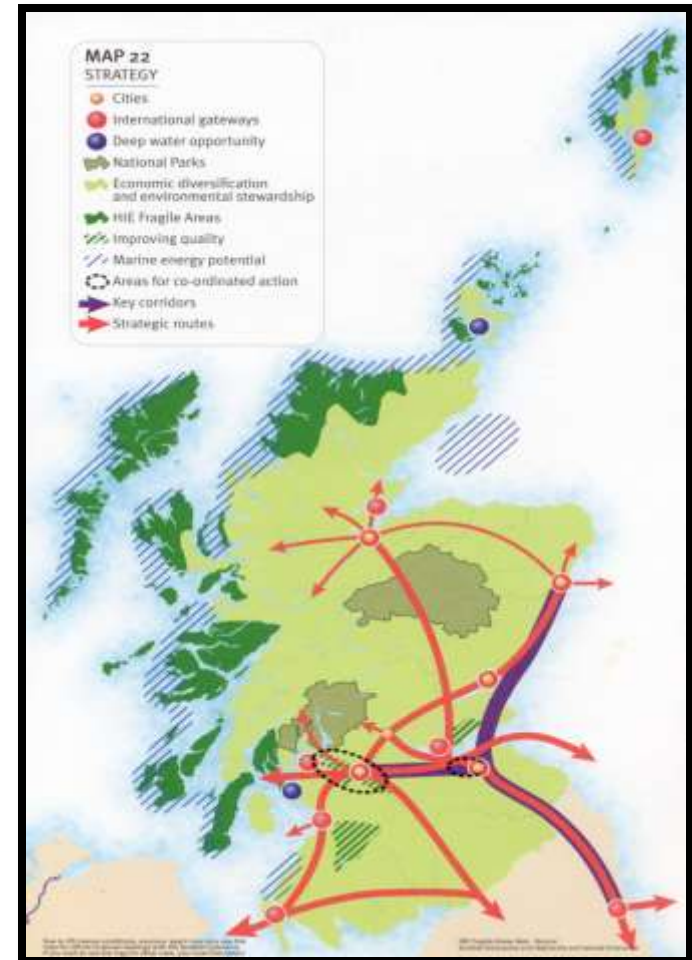 MAP 22
STRATEGY
Cities
International gateways
Deep water opportunity
National Parks
Economic diversification
and environmental stewardship
HIE Fragile Areas
Improving quality
Marine energy potential
Areas for co-ordinated action
Key corridors
Strategic routes